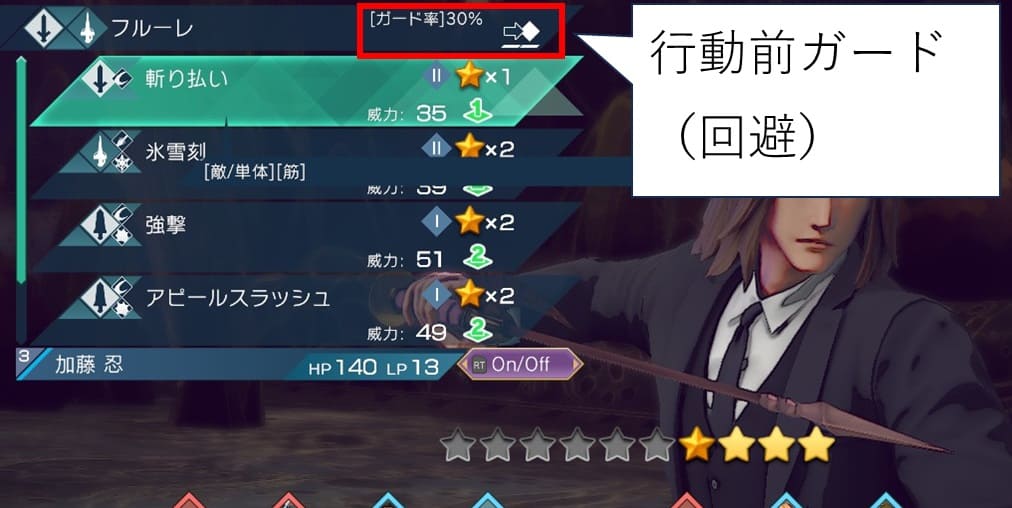 フルーレ
[ガード率]30%
行動前ガード
（回避）
斬り払い
II ×1
威力: 35 1
氷雪刻
II ×2
[敵/単体][筋]
威力: 39 2
強撃
I ×2
威力: 51 2
アピールスラッシュ
I ×2
威力: 49 2
3 加藤 忍 HP 140 LP 13 RT On/Off